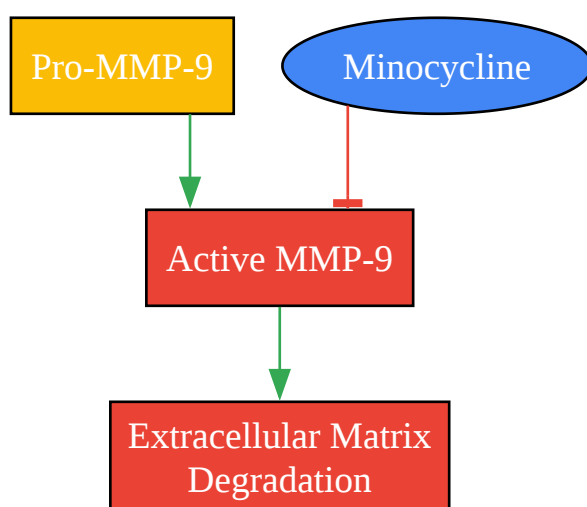 Pro-MMP-9
Minocycline
Active MMP-9
Extracellular Matrix
Degradation